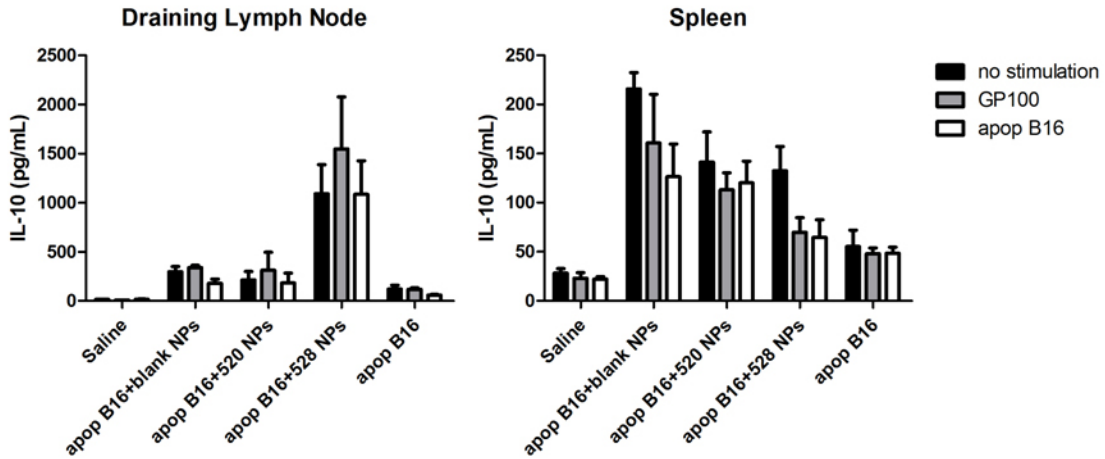 Draining Lymph Node
IL-10 (pg/mL)
2500
2000
1500
1000
500
0
Saline
apop B16+blank NPs
apop B16+520 NPs
apop B16+528 NPs
apop B16
Spleen
IL-10 (pg/mL)
250
200
150
100
50
0
Saline
apop B16+blank NPs
apop B16+520 NPs
apop B16+528 NPs
apop B16
no stimulation
GP100
apop B16